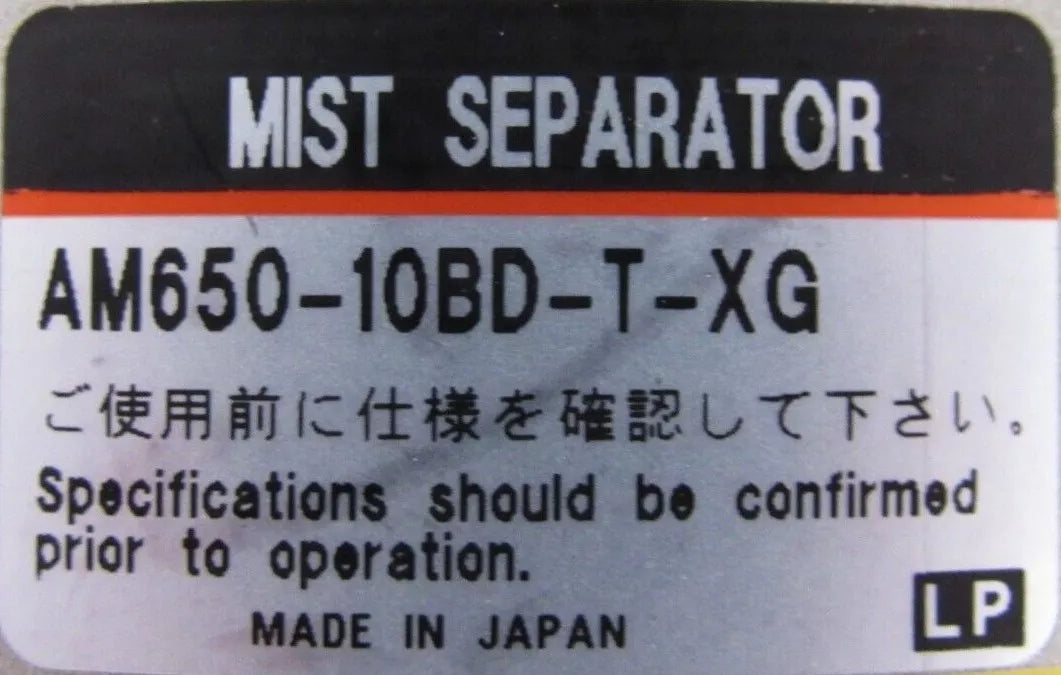 MIST SEPARATOR
AM650-10BD-T-XG
ご使用前に仕様を確認して下さい。
Specifications should be confirmed
prior to operation.
MADE IN JAPAN
LP